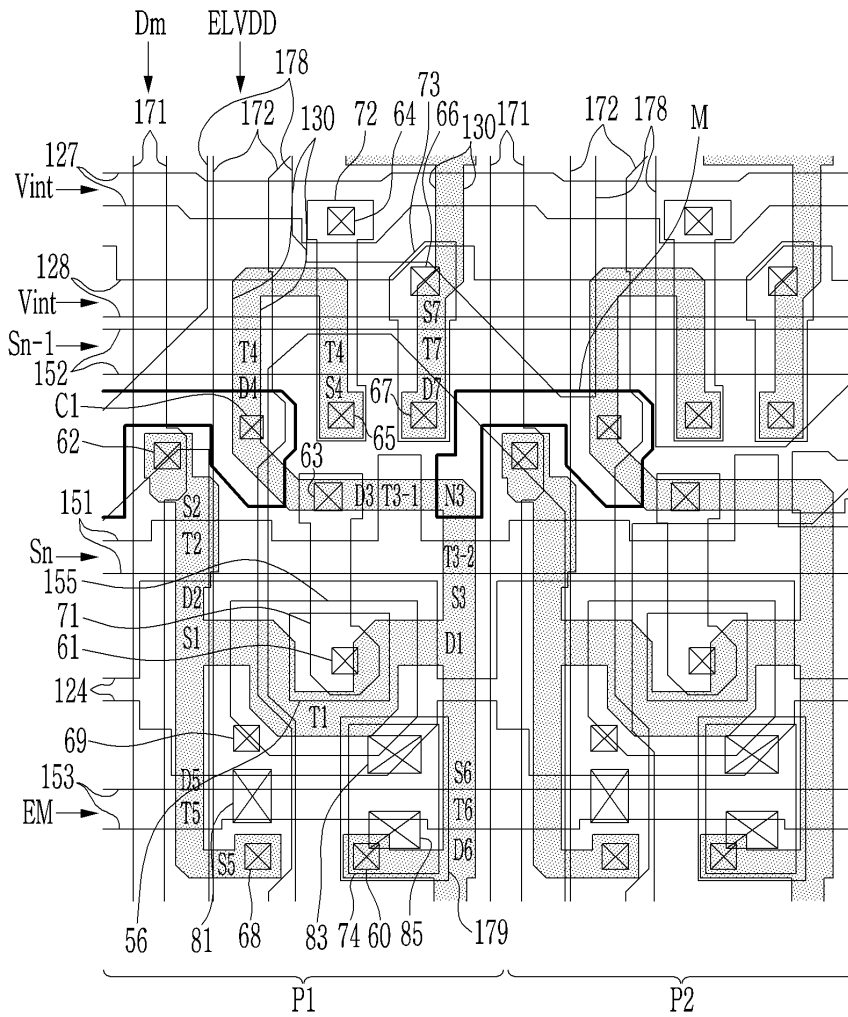 Dm ELVDD
178 73
171 172 130 72 64 66 130 171 172 178 M
127
Vint
128
Vint
S7
Sn-1
T4 T4 T7
152
D4 S4 D7
C1 67
65
62
63
D3 T3-1 N3
151 S2
T2
Sn T3-2
155
D2 S3
71
S1 D1
61
124
T1
69
D5 S6
153
T5 T6
EM
S5 D6
56 81 68 83 74 60 85 179
P1 P2